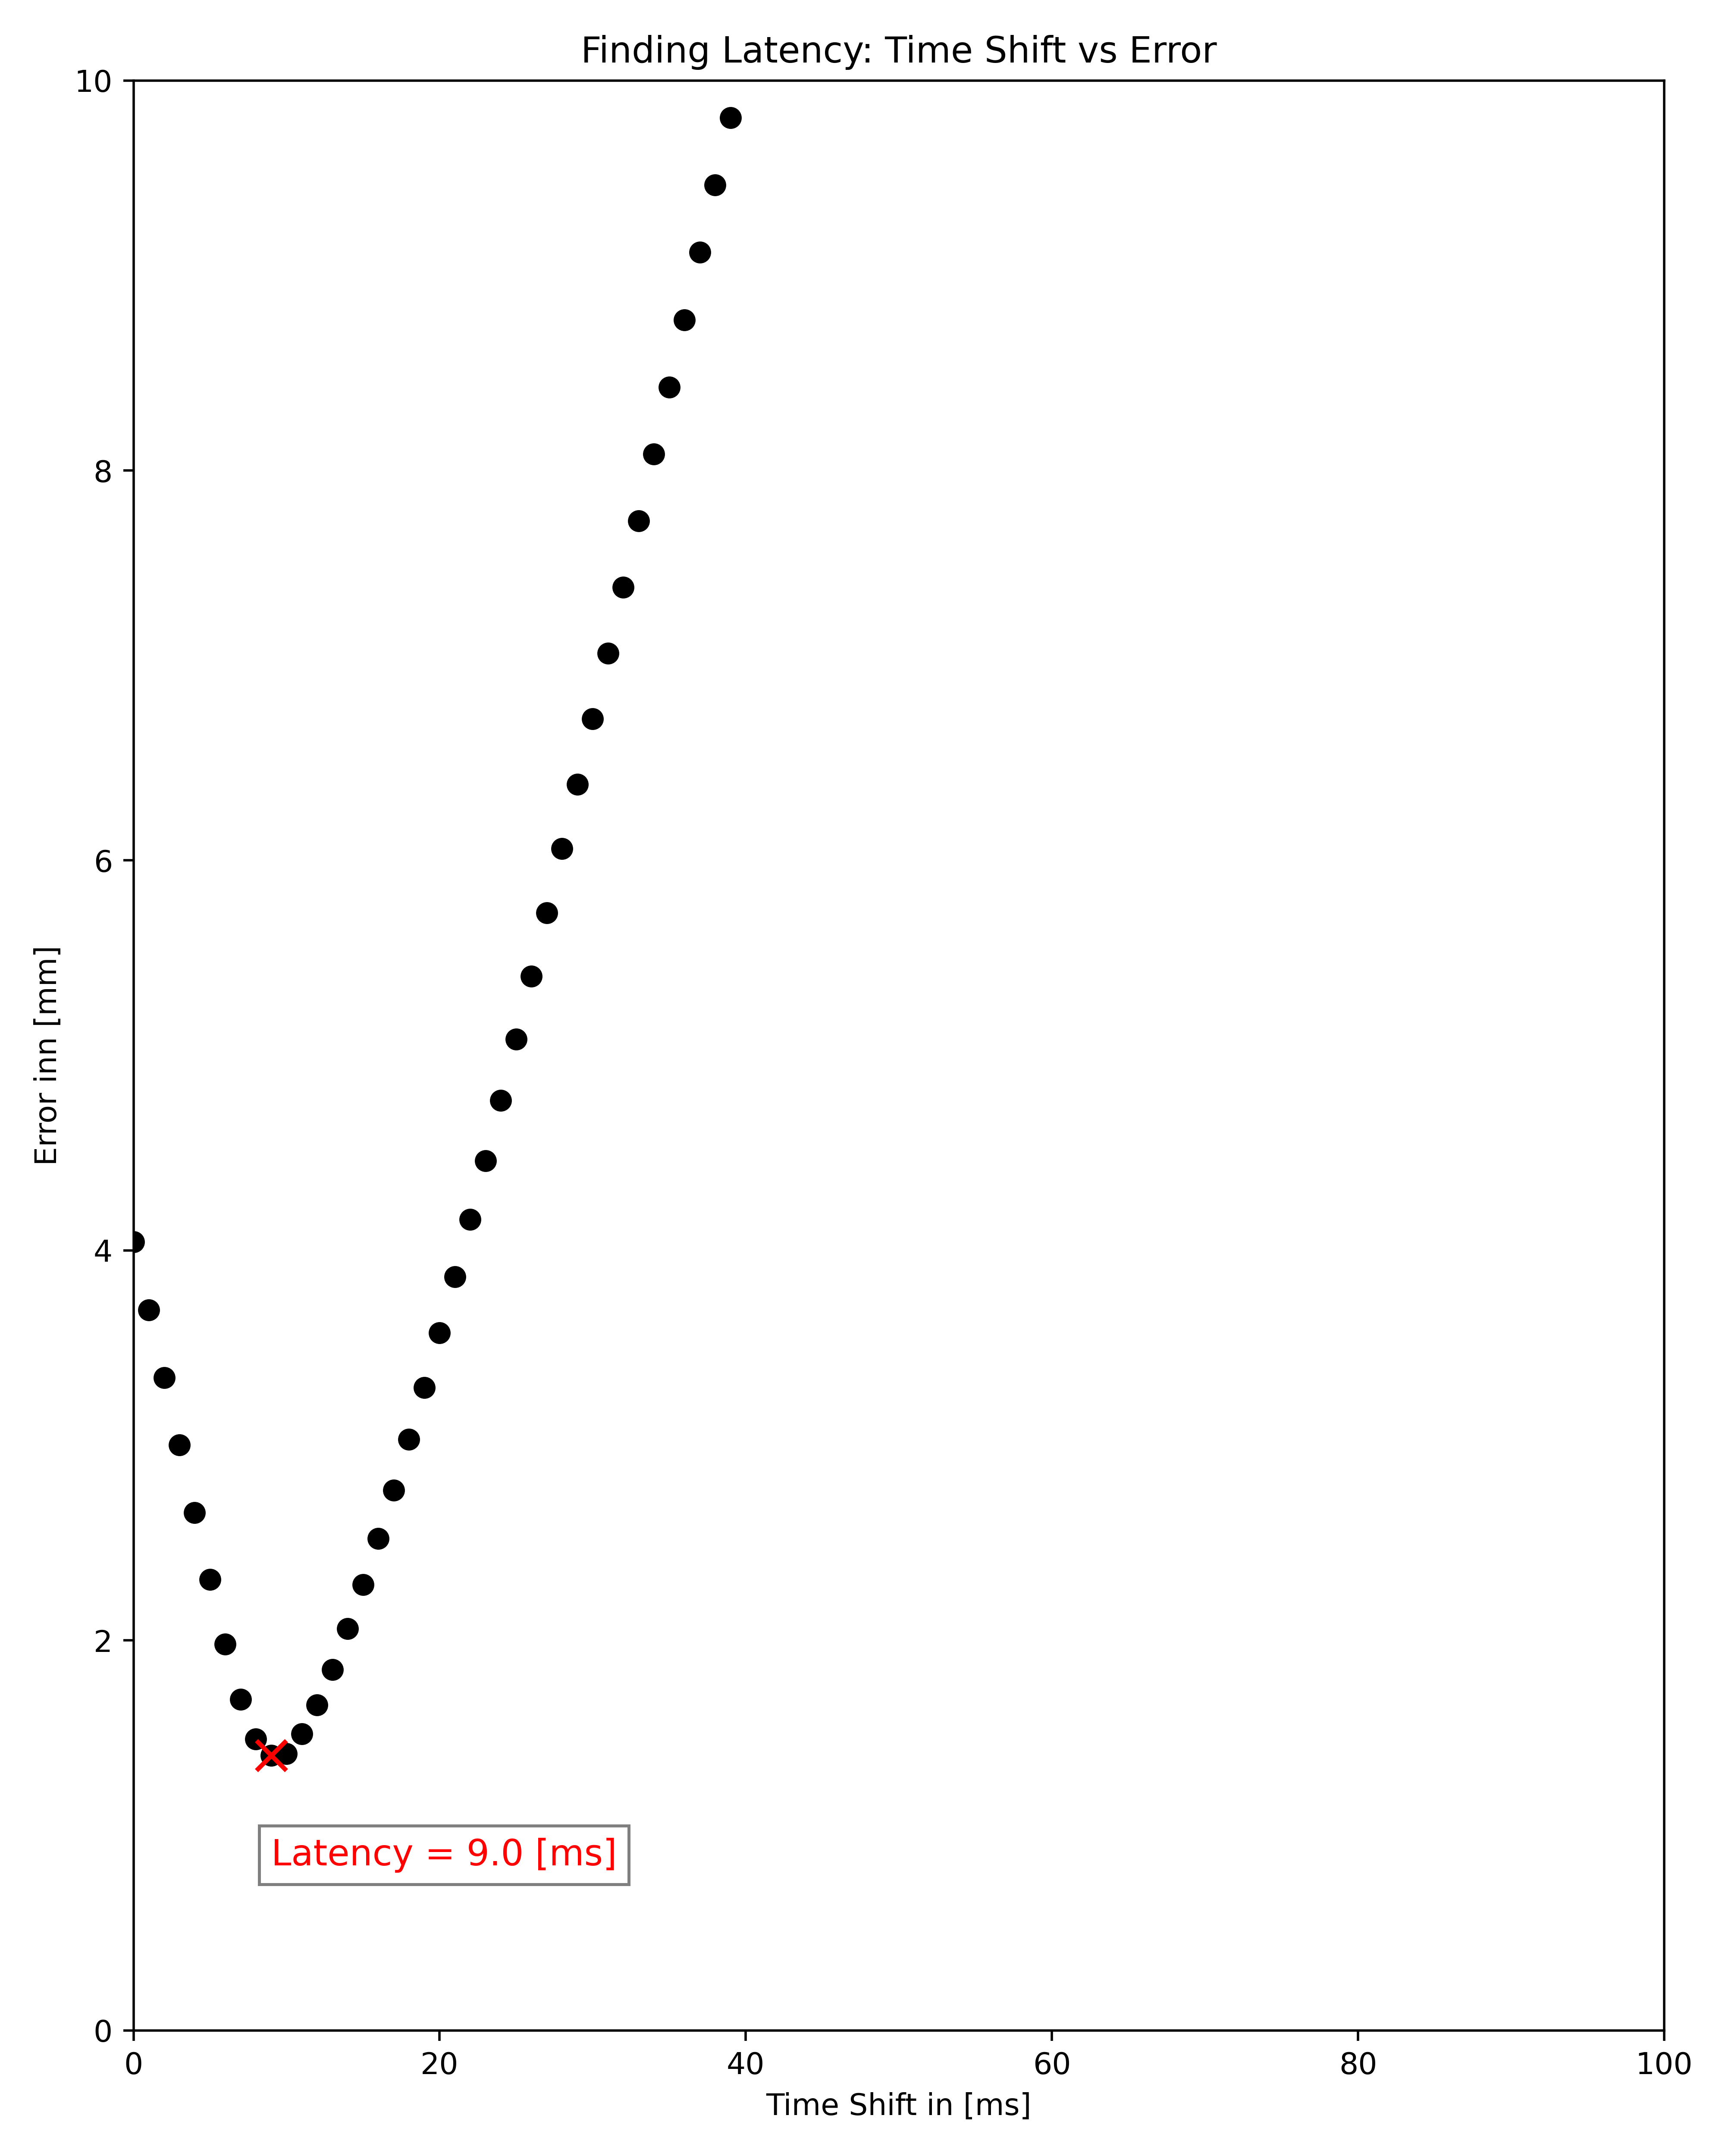 Finding Latency: Time Shift vs Error
10
8
6
4
2
0
Error inn [mm]
Latency = 9.0 [ms]
0 20 40 60 80 100
Time Shift in [ms]